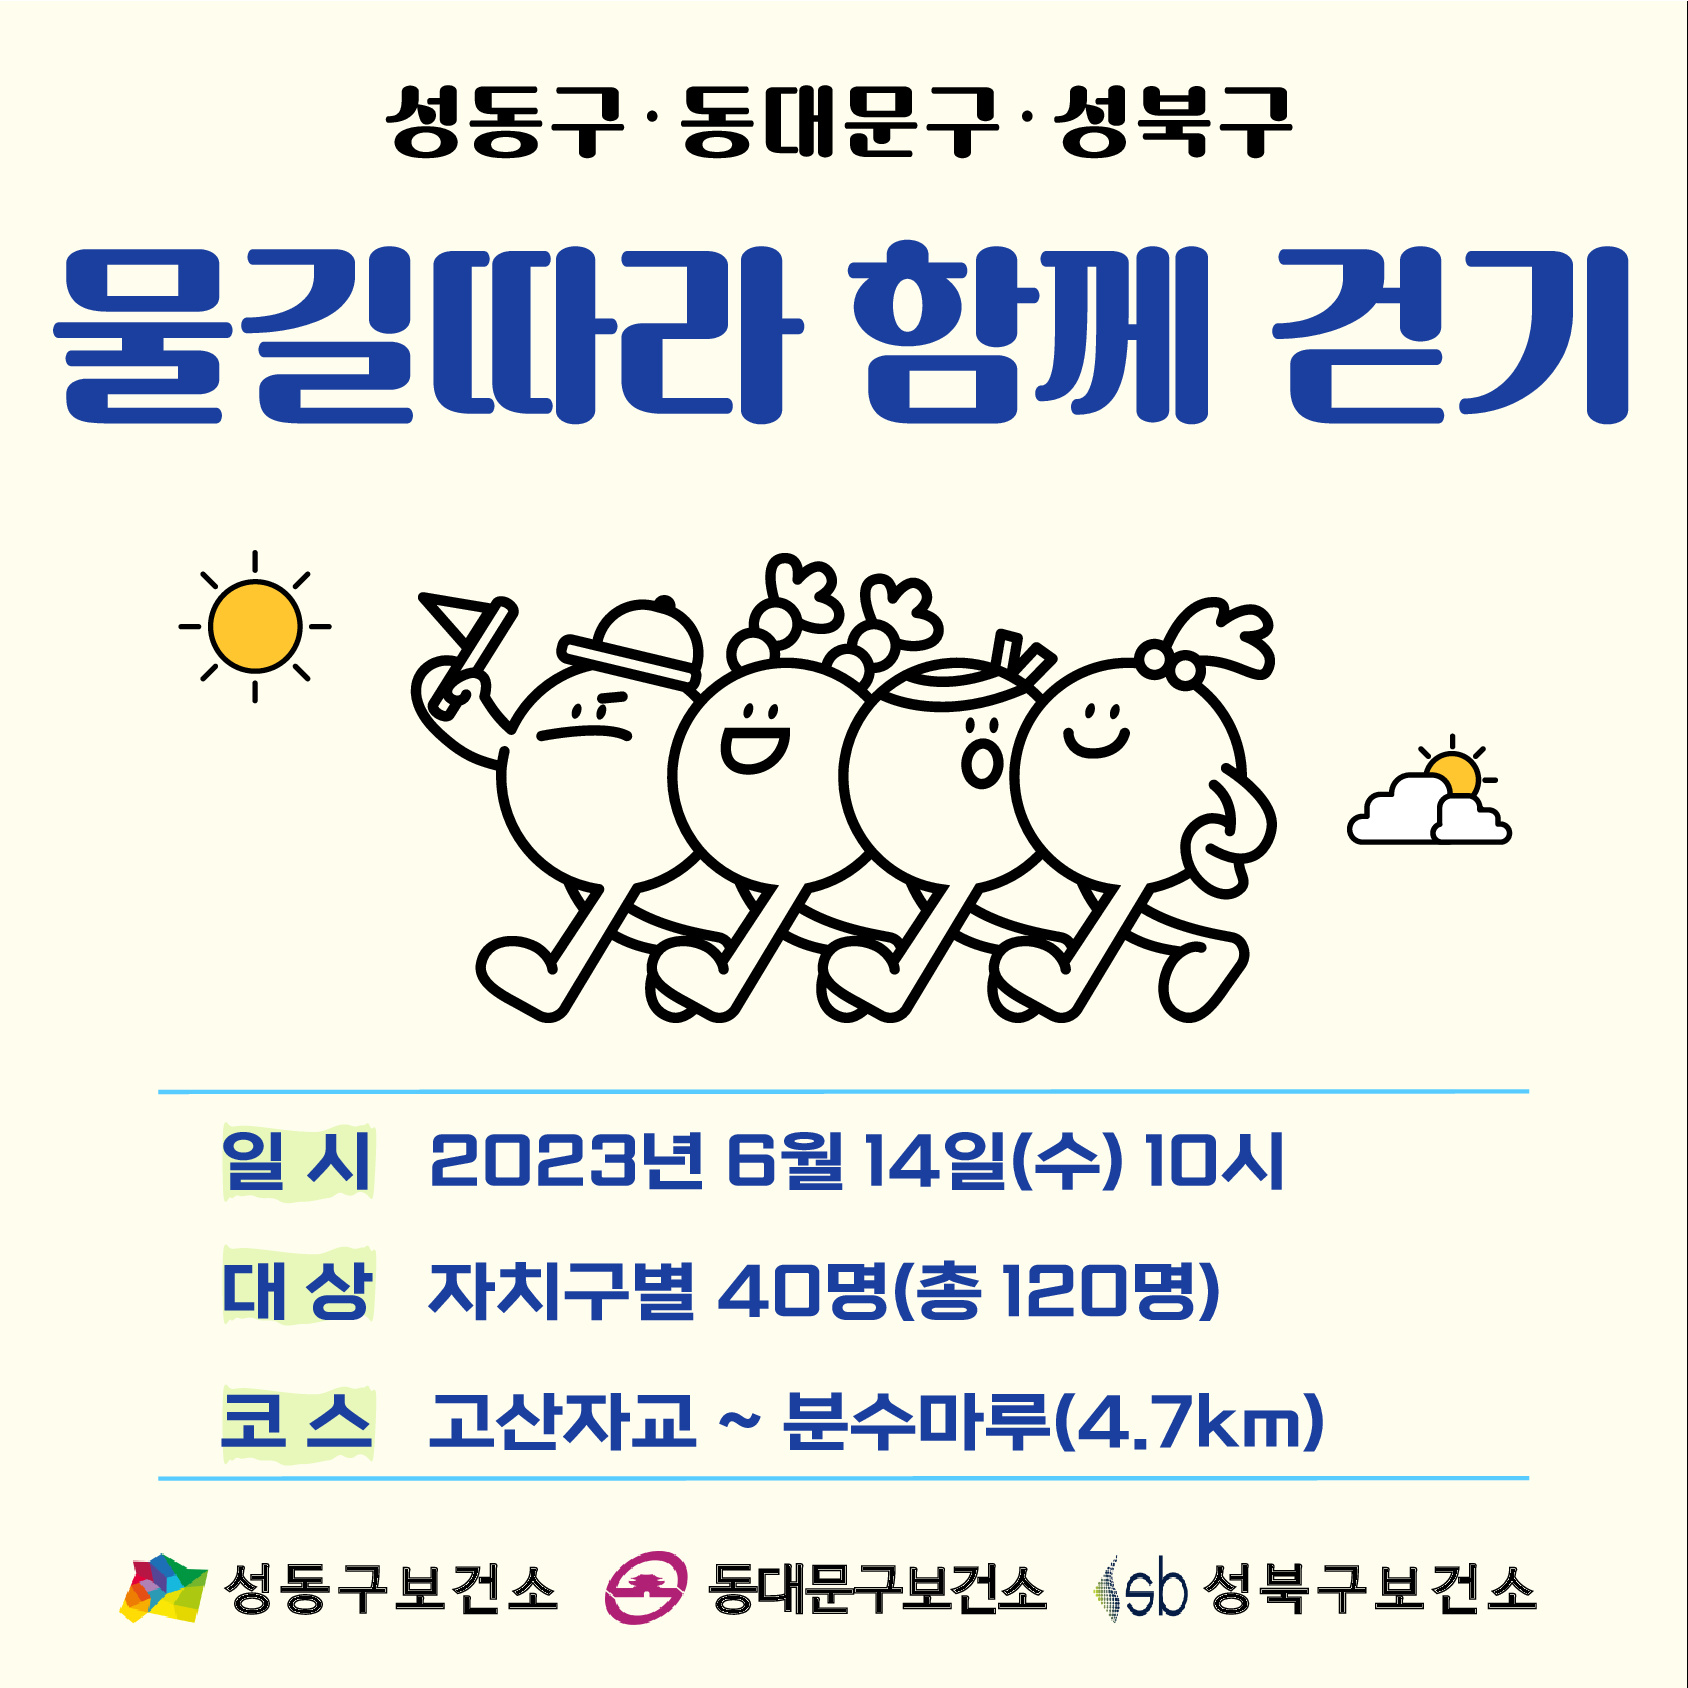 성동구·동대문구·성북구
물길따라 함께 걷기
일 시 2023년 6월 14일(수) 10시
대 상 자치구별 40명(총 120명)
코 스 고산자교 ~ 분수마루(4.7km)
성동구보건소 동대문구보건소 sb 성북구보건소